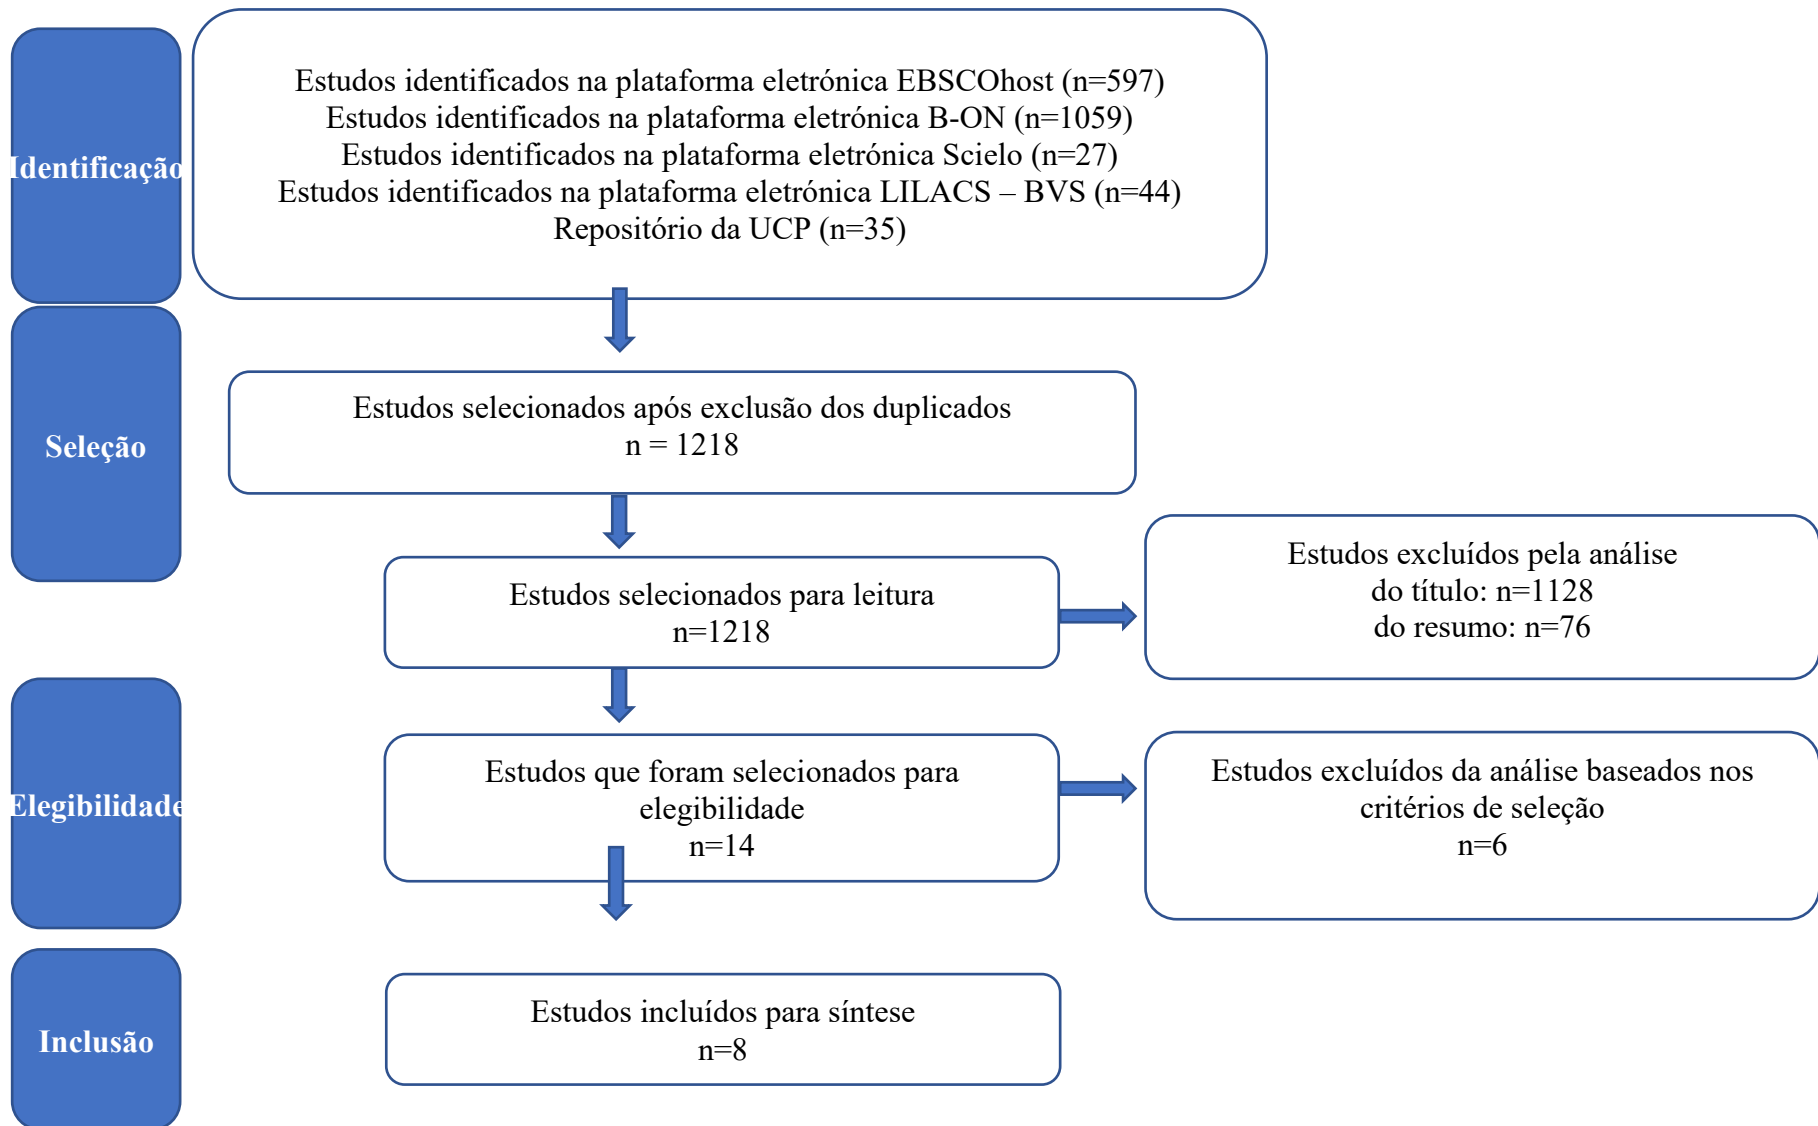 Identificação
Estudos identificados na plataforma eletrónica EBSCOhost (n=597)
Estudos identificados na plataforma eletrónica B-ON (n=1059)
Estudos identificados na plataforma eletrónica Scielo (n=27)
Estudos identificados na plataforma eletrónica LILACS – BVS (n=44)
Repositório da UCP (n=35)
Seleção
Estudos selecionados após exclusão dos duplicados
n = 1218
Estudos selecionados para leitura
n=1218
Estudos excluídos pela análise
do título: n=1128
do resumo: n=76
Elegibilidade
Estudos que foram selecionados para
elegibilidade
n=14
Estudos excluídos da análise baseados nos
critérios de seleção
n=6
Inclusão
Estudos incluídos para síntese
n=8